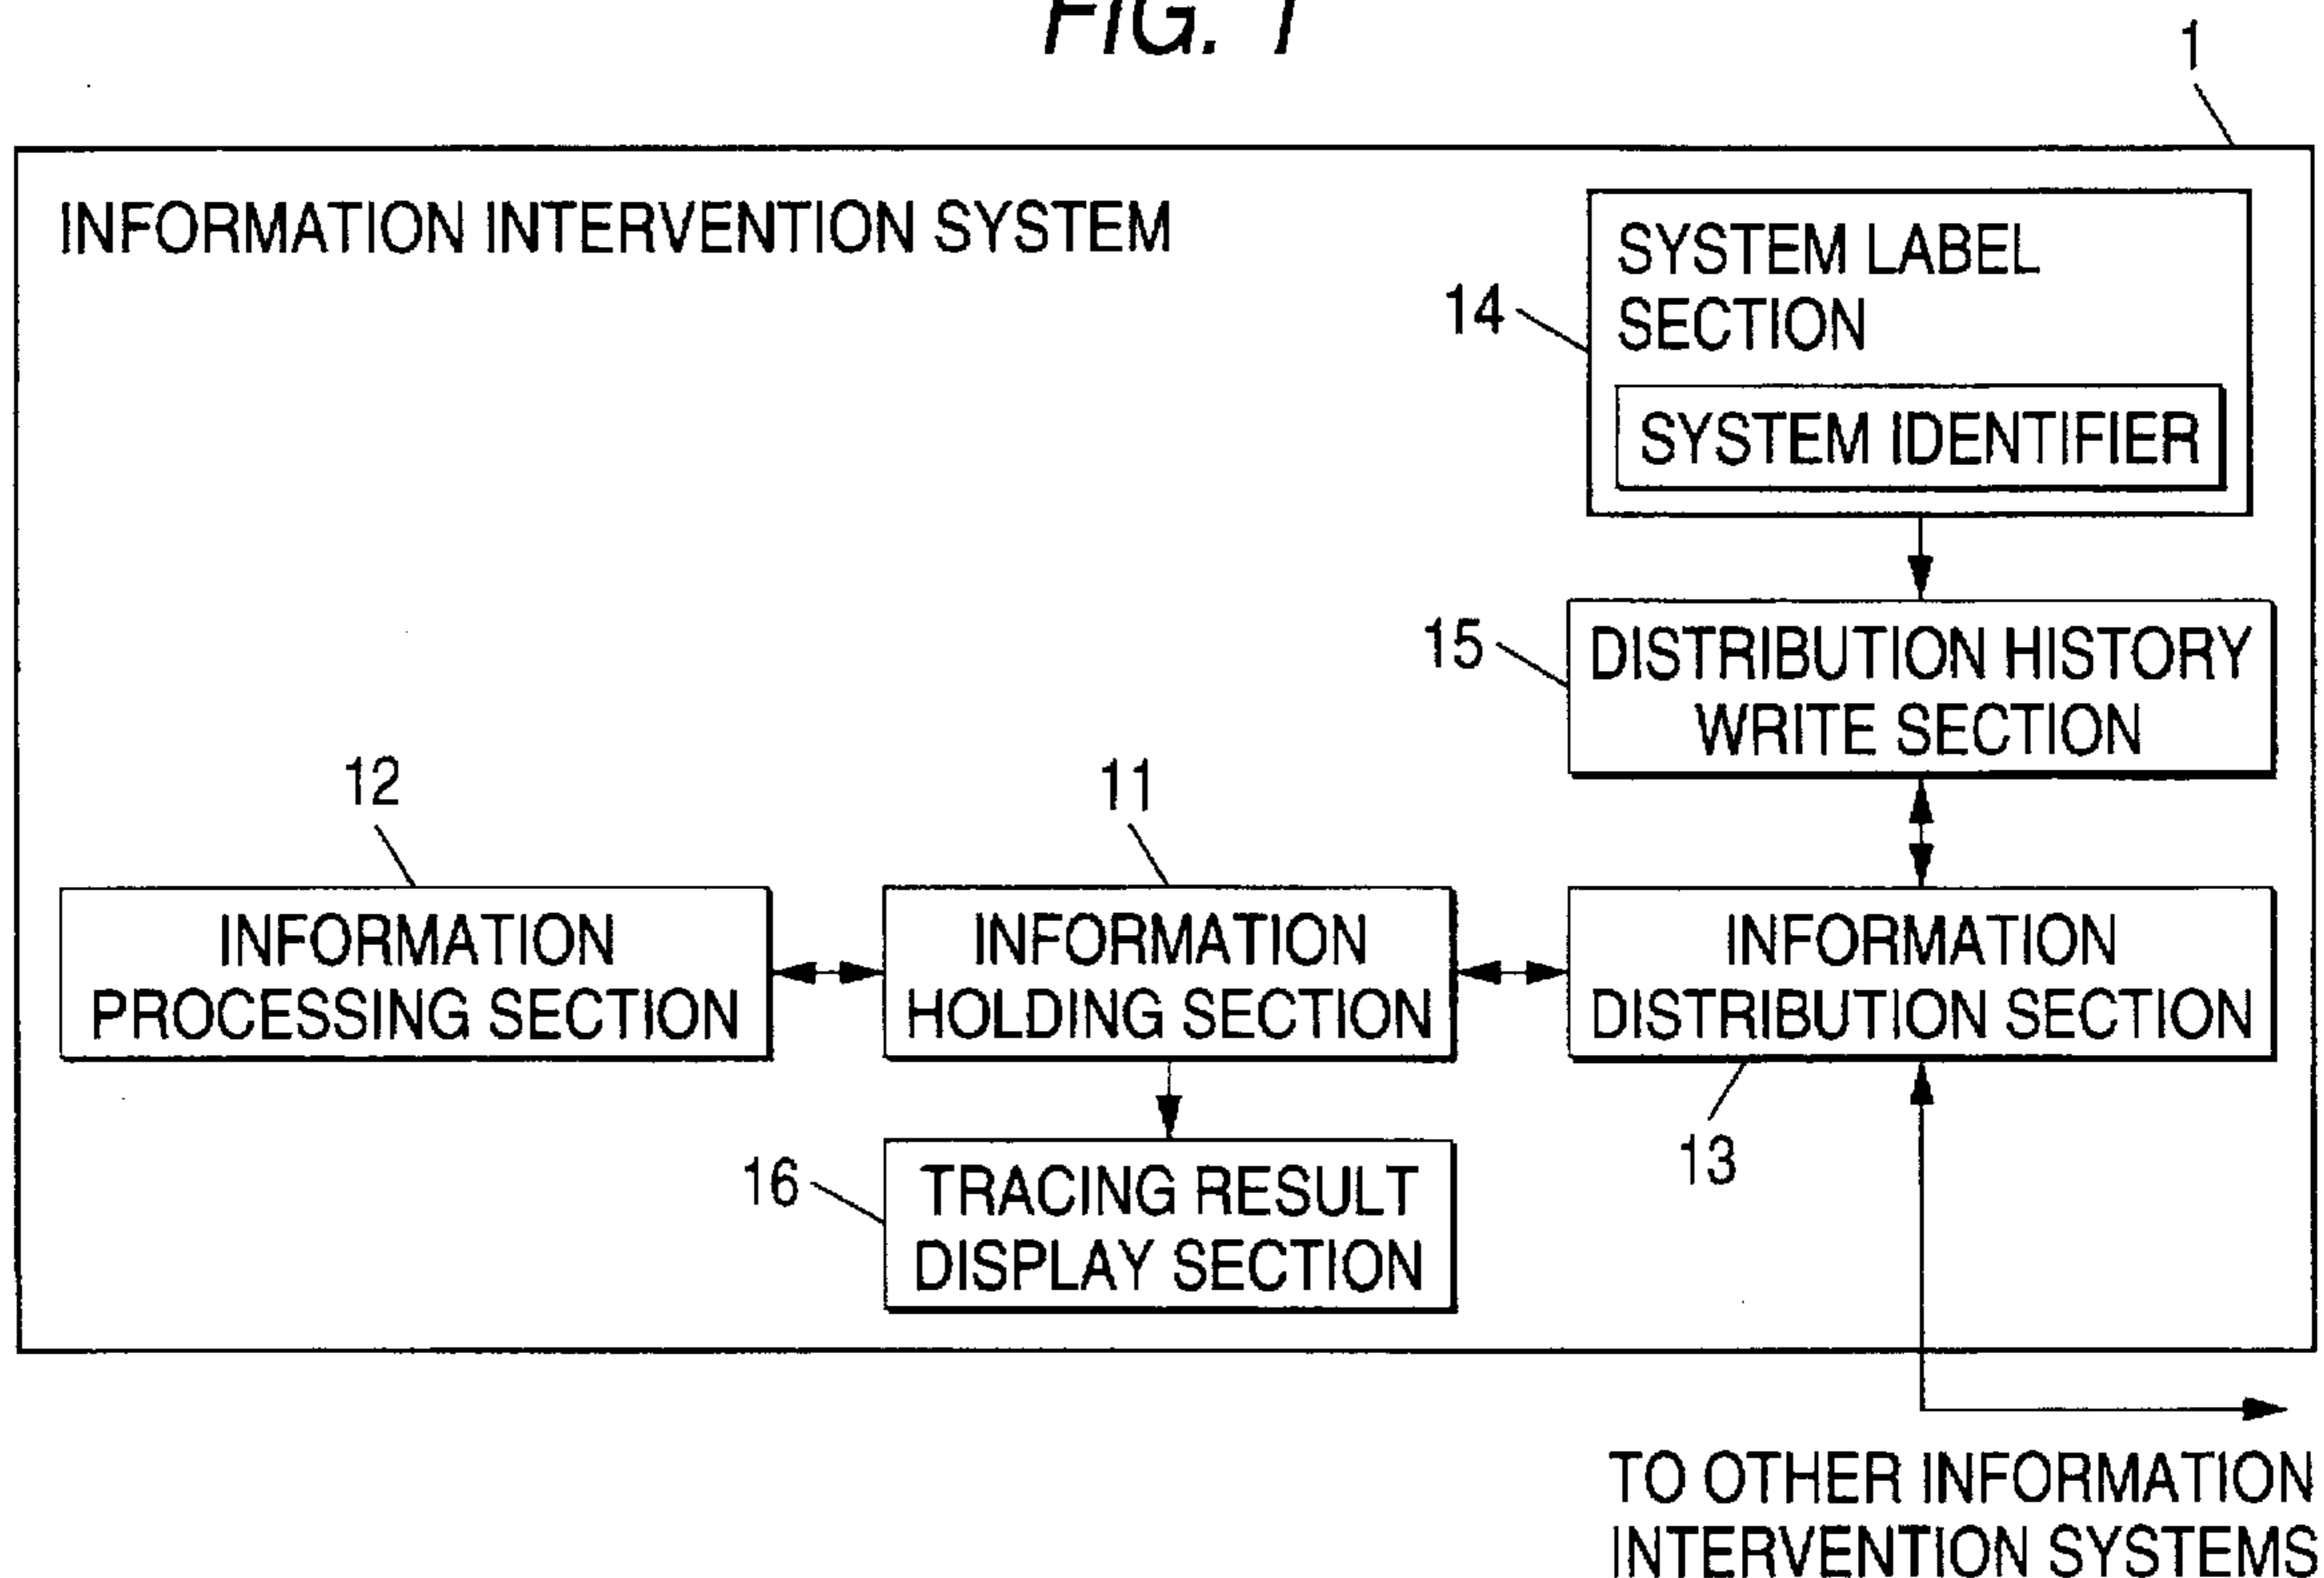 FIG. 1
1
INFORMATION INTERVENTION SYSTEM
SYSTEM LABEL
SECTION
14
SYSTEM IDENTIFIER
15
DISTRIBUTION HISTORY
WRITE SECTION
12
11
INFORMATION
PROCESSING SECTION
INFORMATION
HOLDING SECTION
INFORMATION
DISTRIBUTION SECTION
13
16
TRACING RESULT
DISPLAY SECTION
TO OTHER INFORMATION
INTERVENTION SYSTEMS